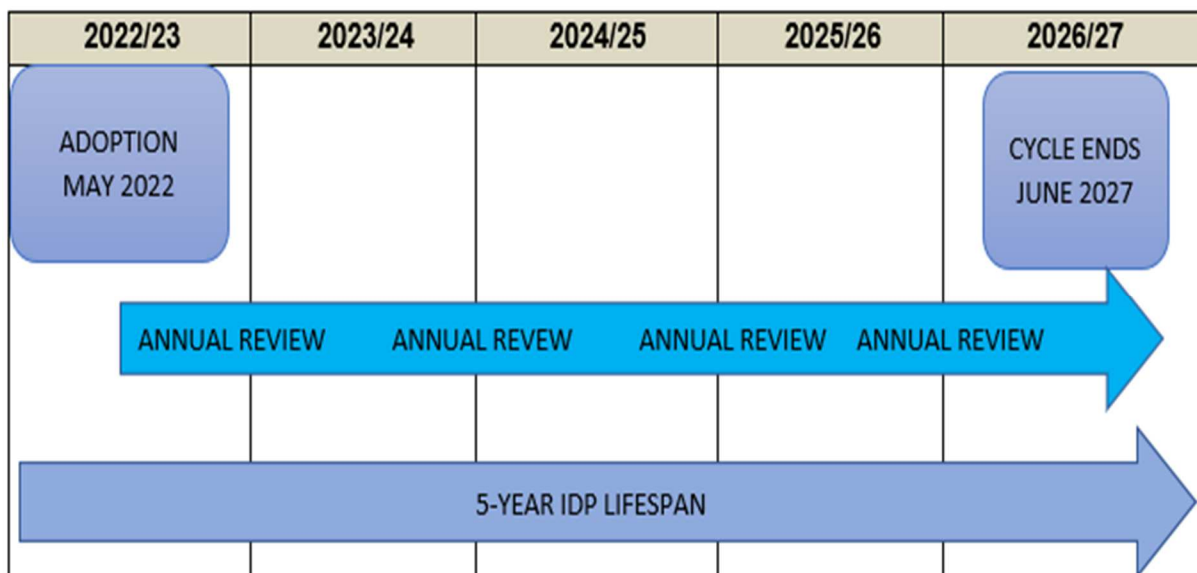 2022/23 2023/24 2024/25 2025/26 2026/27
ADOPTION
MAY 2022
CYCLE ENDS
JUNE 2027
ANNUAL REVIEW ANNUAL REVEW ANNUAL REVIEW ANNUAL REVIEW
5-YEAR IDP LIFESPAN